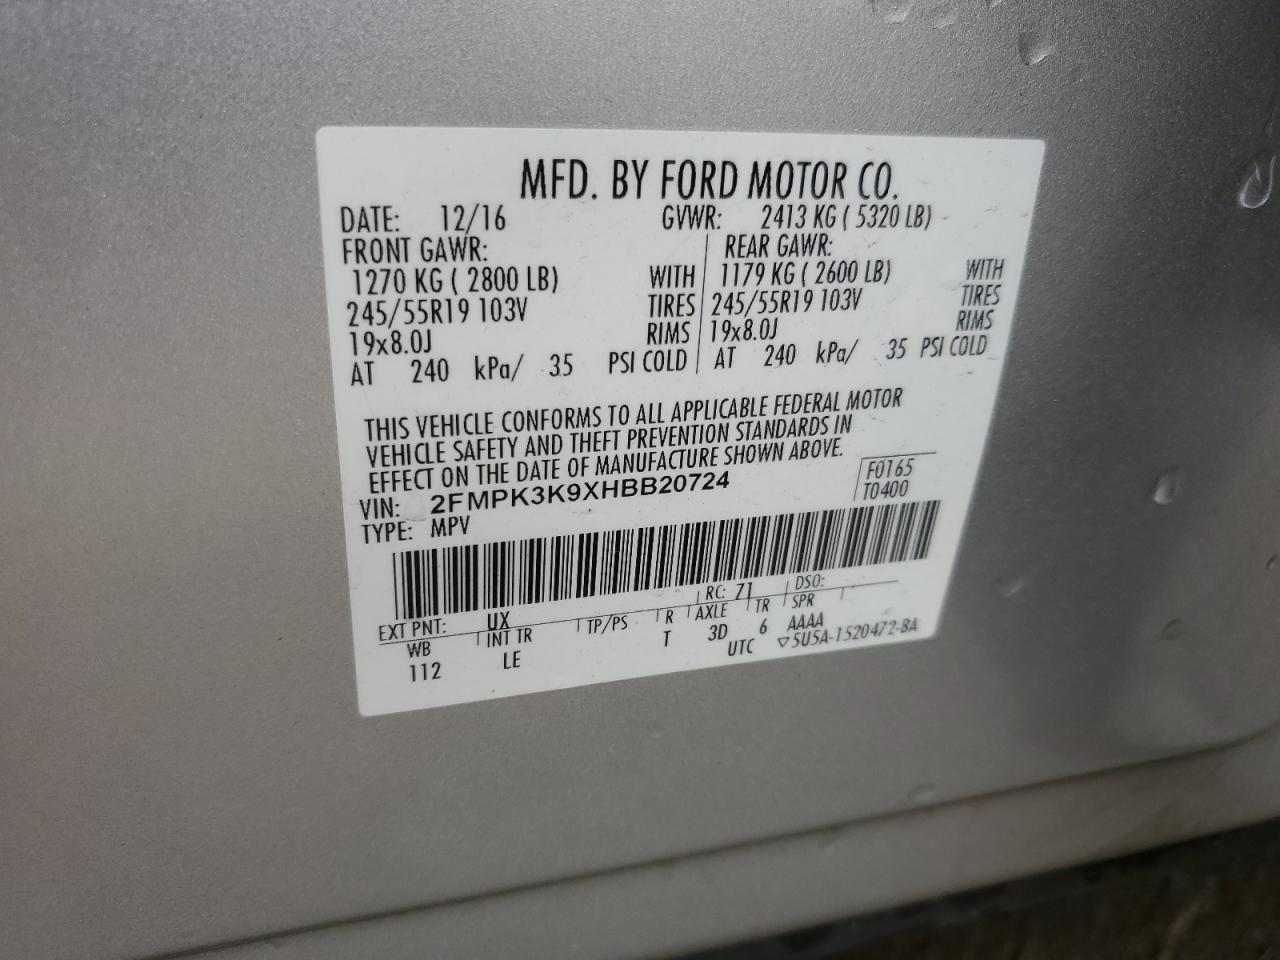 MFD. BY FORD MOTOR CO.
DATE: 12/16 GVWR: 2413 KG ( 5320 LB)
FRONT GAWR: REAR GAWR:
1270 KG ( 2800 LB) WITH 1179 KG ( 2600 LB) WITH
245/55R19 103V TIRES 245/55R19 103V TIRES
19x8.0J RIMS 19x8.0J RIMS
AT 240 kPa/ 35 PSI COLD AT 240 kPa/ 35 PSI COLD
THIS VEHICLE CONFORMS TO ALL APPLICABLE FEDERAL MOTOR
VEHICLE SAFETY AND THEFT PREVENTION STANDARDS IN
EFFECT ON THE DATE OF MANUFACTURE SHOWN ABOVE.
F0165
VIN: 2FMPK3K9XHBB20724 T0400
TYPE: MPV
EXT PNT: UX RC: 71 DSO:
WB INT TR TP/PS R AXLE TR SPR
112 LE T 3D 6 AAAA
UTC ▽5U5A-1520472-BA